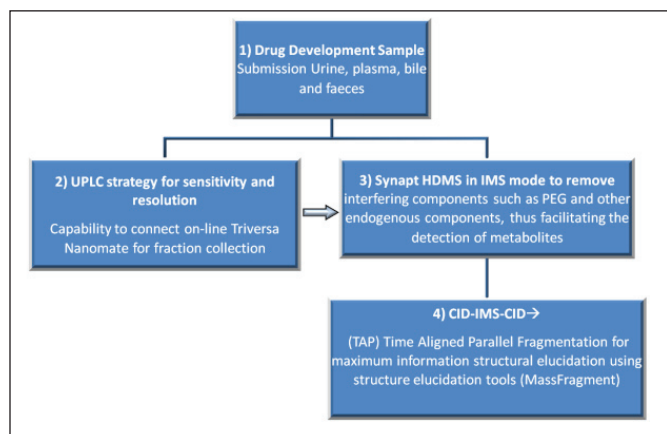 1) Drug Development Sample
Submission Urine, plasma, bile
and faeces
2) UPLC strategy for sensitivity and
resolution
Capability to connect on-line Triversa
Nanomate for fraction collection
3) Synapt HDMS in IMS mode to remove
interfering components such as PEG and other
endogenous components, thus facilitating the
detection of metabolites
4) CID-IMS-CID→
(TAP) Time Aligned Parallel Fragmentation for
maximum information structural elucidation using
structure elucidation tools (MassFragment)